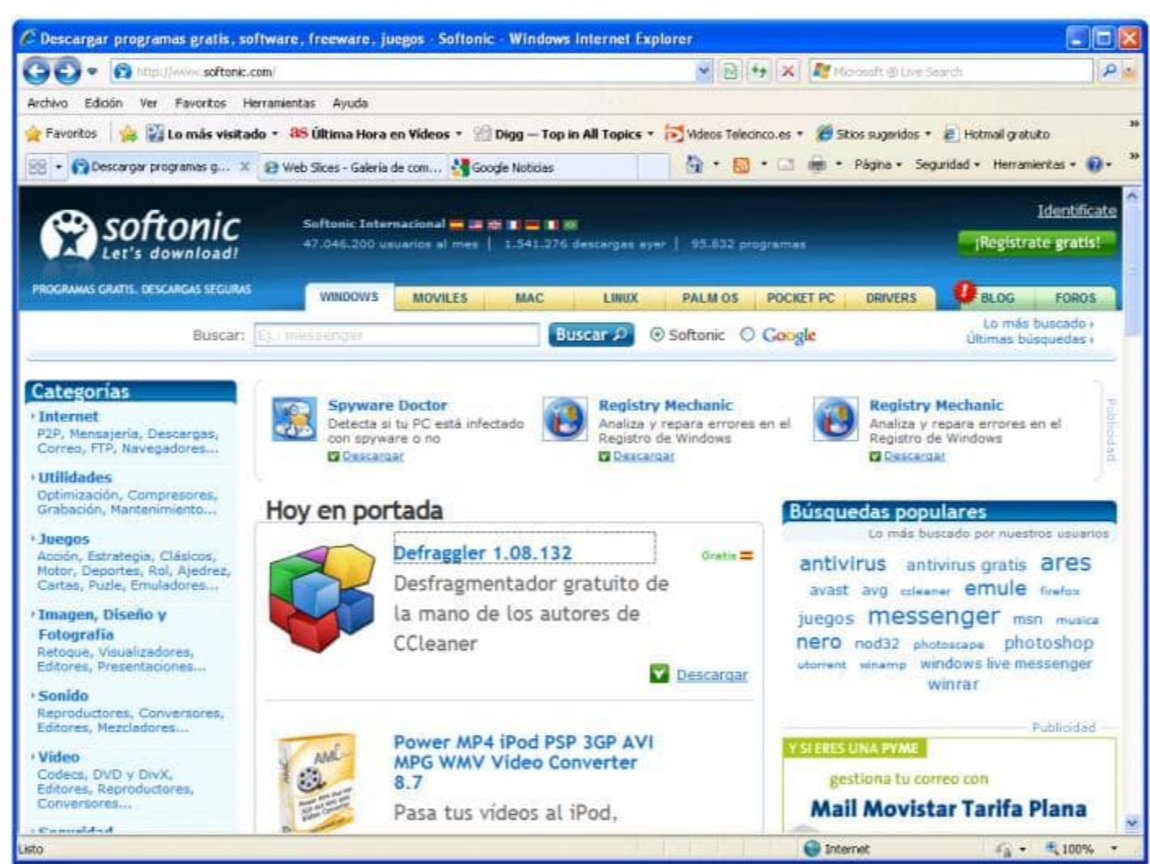 Descargar programas gratis, software, freeware, juegos - Softonic - Windows Internet Explorer
http://www.softonic.com/
Microsoft @ Live Search
Archivo Edición Ver Favoritos Herramientas Ayuda
Favoritos Lo más visitado as Última Hora en Vídeos Digg — Top in All Topics Videos Telecinco.es Sitios sugeridos Hotmail gratuito
Descargar programas g... Web Slices - Galería de com... Google Noticias Página Seguridad Herramientas
softonic
Let's download!
PROGRAMAS GRATIS. DESCARGAS SEGURAS
Softonic Internacional
47.046.200 usuarios al mes | 1.541.276 descargas ayer | 95.832 programas
Identifícate
¡Regístrate gratis!
WINDOWS MOVILES MAC LINUX PALM OS POCKET PC DRIVERS BLOG FOROS
Buscar: Ej.: messenger Buscar Softonic Google
Lo más buscado ›
Últimas búsquedas ›
Categorías
Internet
P2P, Mensajería, Descargas,
Correo, FTP, Navegadores...
Utilidades
Optimización, Compresores,
Grabación, Mantenimiento...
Juegos
Acción, Estrategia, Clásicos,
Motor, Deportes, Rol, Ajedrez,
Cartas, Puzle, Emuladores...
Imagen, Diseño y
Fotografía
Retoque, Visualizadores,
Editores, Presentaciones...
Sonido
Reproductores, Conversores,
Editores, Mezcladores...
Vídeo
Codecs, DVD y DivX,
Editores, Reproductores,
Conversores...
Spyware Doctor
Detecta si tu PC está infectado
con spyware o no
Descargar
Registry Mechanic
Analiza y repara errores en el
Registro de Windows
Descargar
Registry Mechanic
Analiza y repara errores en el
Registro de Windows
Descargar
Publicidad
Hoy en portada
Defraggler 1.08.132
Gratis
Desfragmentador gratuito de
la mano de los autores de
CCleaner
Descargar
Power MP4 iPod PSP 3GP AVI
MPG WMV Video Converter
8.7
Pasa tus vídeos al iPod,
AMC
Búsquedas populares
Lo más buscado por nuestros usuarios
antivirus antivirus gratis ares
avast avg ccleaner emule firefox
juegos messenger msn musica
nero nod32 photoscape photoshop
utorrent winamp windows live messenger
winrar
Publicidad
Y SI ERES UNA PYME
gestiona tu correo con
Mail Movistar Tarifa Plana
Listo
Internet
100%